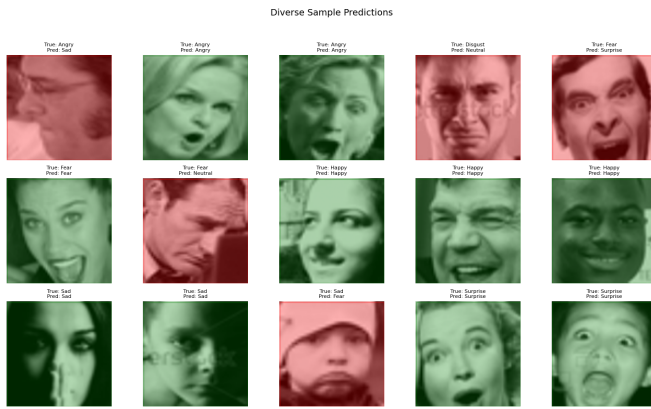 Diverse Sample Predictions
True: Angry
Pred: Sad
True: Angry
Pred: Angry
True: Angry
Pred: Angry
True: Disgust
Pred: Neutral
True: Fear
Pred: Surprise
True: Fear
Pred: Fear
True: Fear
Pred: Neutral
True: Happy
Pred: Happy
True: Happy
Pred: Happy
True: Happy
Pred: Happy
True: Sad
Pred: Sad
True: Sad
Pred: Sad
True: Sad
Pred: Fear
True: Surprise
Pred: Surprise
True: Surprise
Pred: Surprise